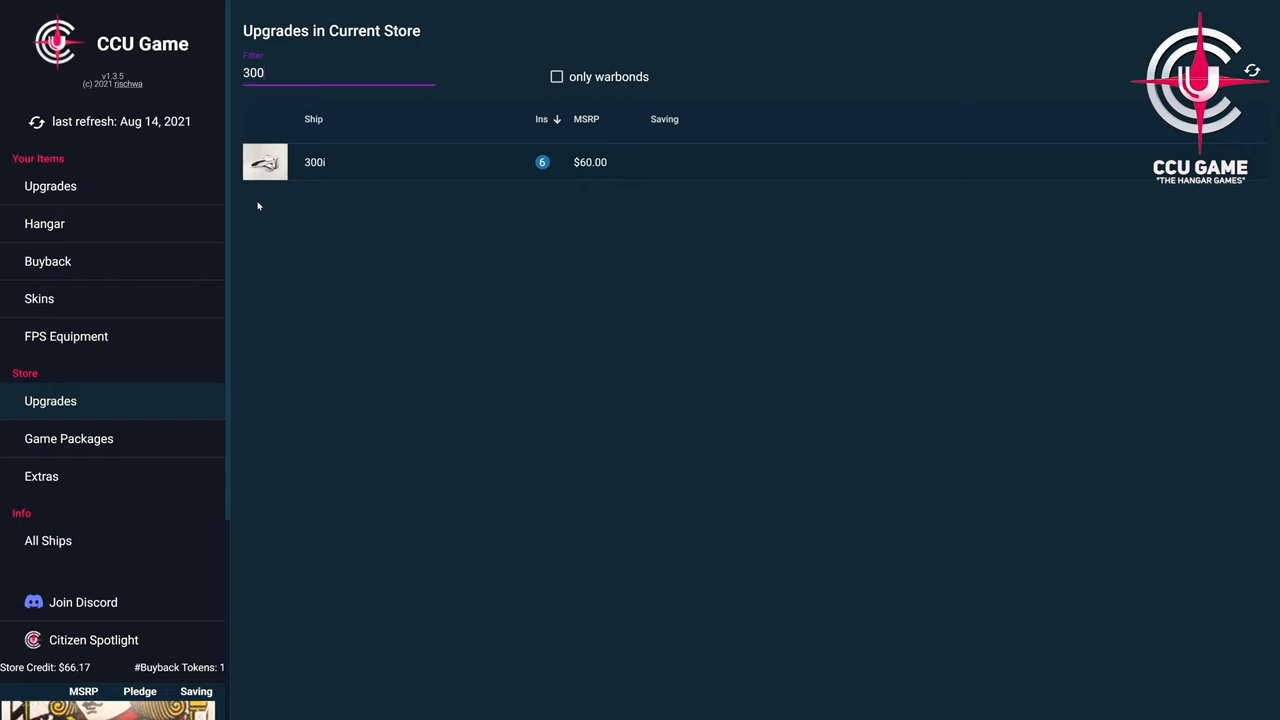 CCU Game
v1.3.5
(c) 2021 rischwa
last refresh: Aug 14, 2021
Your Items
Upgrades
Hangar
Buyback
Skins
FPS Equipment
Store
Upgrades
Game Packages
Extras
Info
All Ships
Join Discord
Citizen Spotlight
Store Credit: $66.17 #Buyback Tokens: 1
MSRP Pledge Saving
Upgrades in Current Store
Filter
300
only warbonds
Ship Ins MSRP Saving
300i 6 $60.00
CCU GAME
"THE HANGAR GAMES"